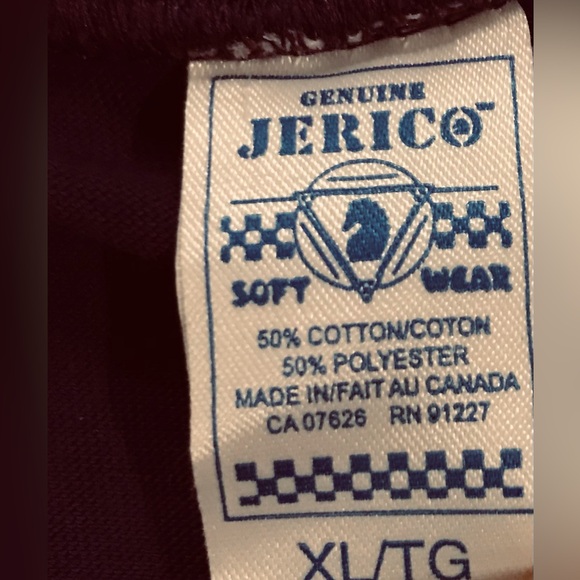 GENUINE
JERICO
SOFT WEAR
50% COTTON/COTON
50% POLYESTER
MADE IN/FAIT AU CANADA
CA 07626 RN 91227
XL/TG